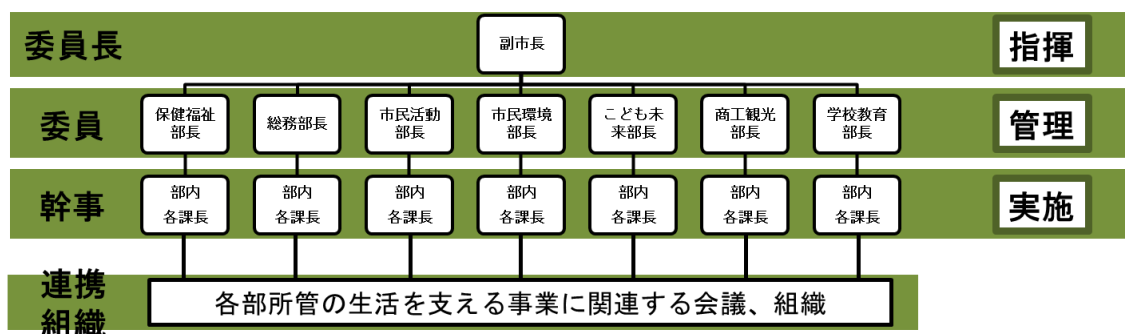 委員長
副市長
指揮
委員
保健福祉
部長
総務部長
市民活動
部長
市民環境
部長
こども未
来部長
商工観光
部長
学校教育
部長
管理
幹事
部内
各課長
部内
各課長
部内
各課長
部内
各課長
部内
各課長
部内
各課長
部内
各課長
実施
連携
組織
各部所管の生活を支える事業に関連する会議、組織